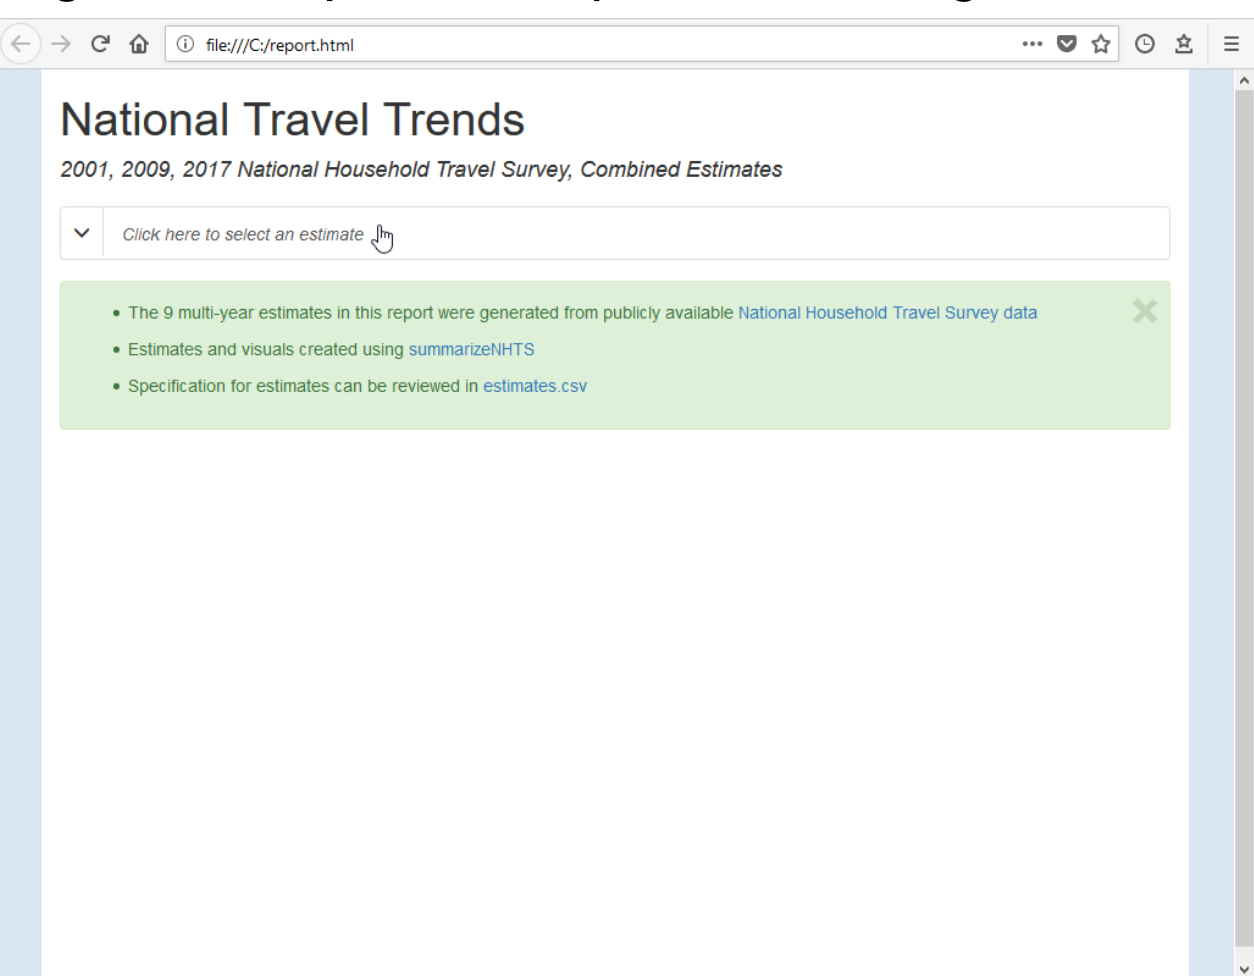 file:///C:/report.html
National Travel Trends
2001, 2009, 2017 National Household Travel Survey, Combined Estimates
Click here to select an estimate
• The 9 multi-year estimates in this report were generated from publicly available National Household Travel Survey data
• Estimates and visuals created using summarizeNHTS
• Specification for estimates can be reviewed in estimates.csv